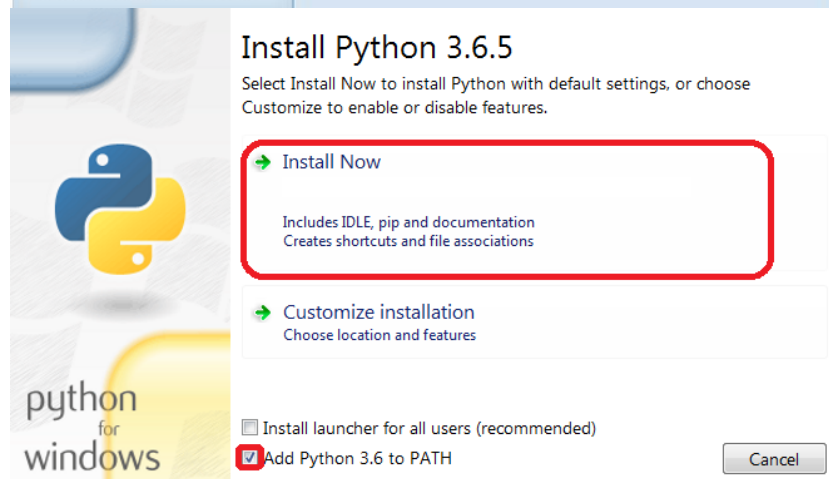 Install Python 3.6.5
Select Install Now to install Python with default settings, or choose
Customize to enable or disable features.
Install Now
Includes IDLE, pip and documentation
Creates shortcuts and file associations
Customize installation
Choose location and features
python
for
windows
Install launcher for all users (recommended)
Add Python 3.6 to PATH
Cancel